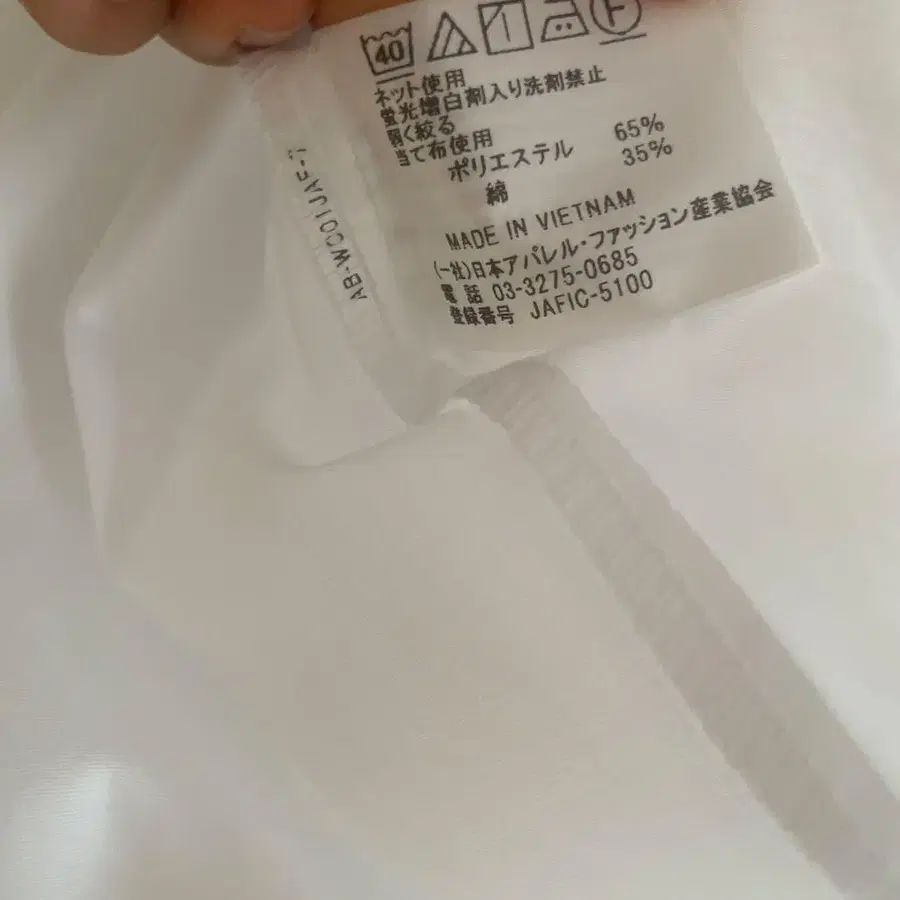 40 F
ネット使用
蛍光増白剤入り洗剤禁止
弱く絞る
当て布使用
ポリエステル 65%
綿 35%
MADE IN VIETNAM
(一社)日本アパレル・ファッション産業協会
電話 03-3275-0685
登録番号 JAFIC-5100